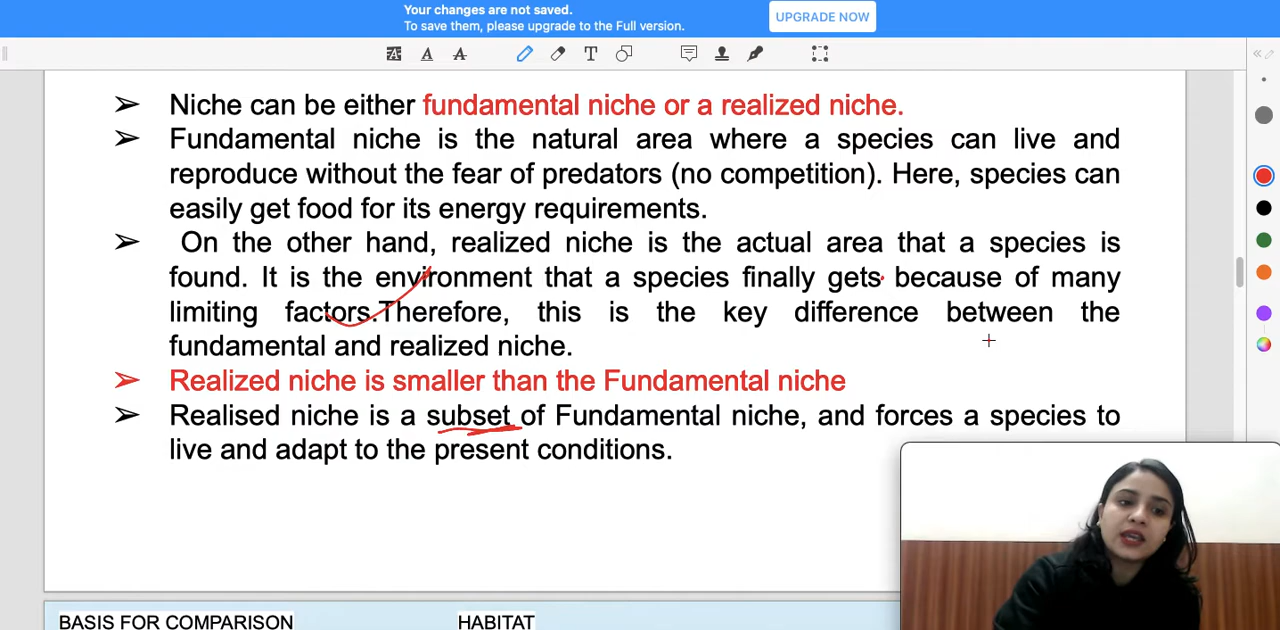 Your changes are not saved.
To save them, please upgrade to the Full version.
UPGRADE NOW
Niche can be either fundamental niche or a realized niche.
Fundamental niche is the natural area where a species can live and
reproduce without the fear of predators (no competition). Here, species can
easily get food for its energy requirements.
On the other hand, realized niche is the actual area that a species is
found. It is the environment that a species finally gets because of many
limiting factors.Therefore, this is the key difference between the
fundamental and realized niche.
Realized niche is smaller than the Fundamental niche
Realised niche is a subset of Fundamental niche, and forces a species to
live and adapt to the present conditions.
BASIS FOR COMPARISON HABITAT